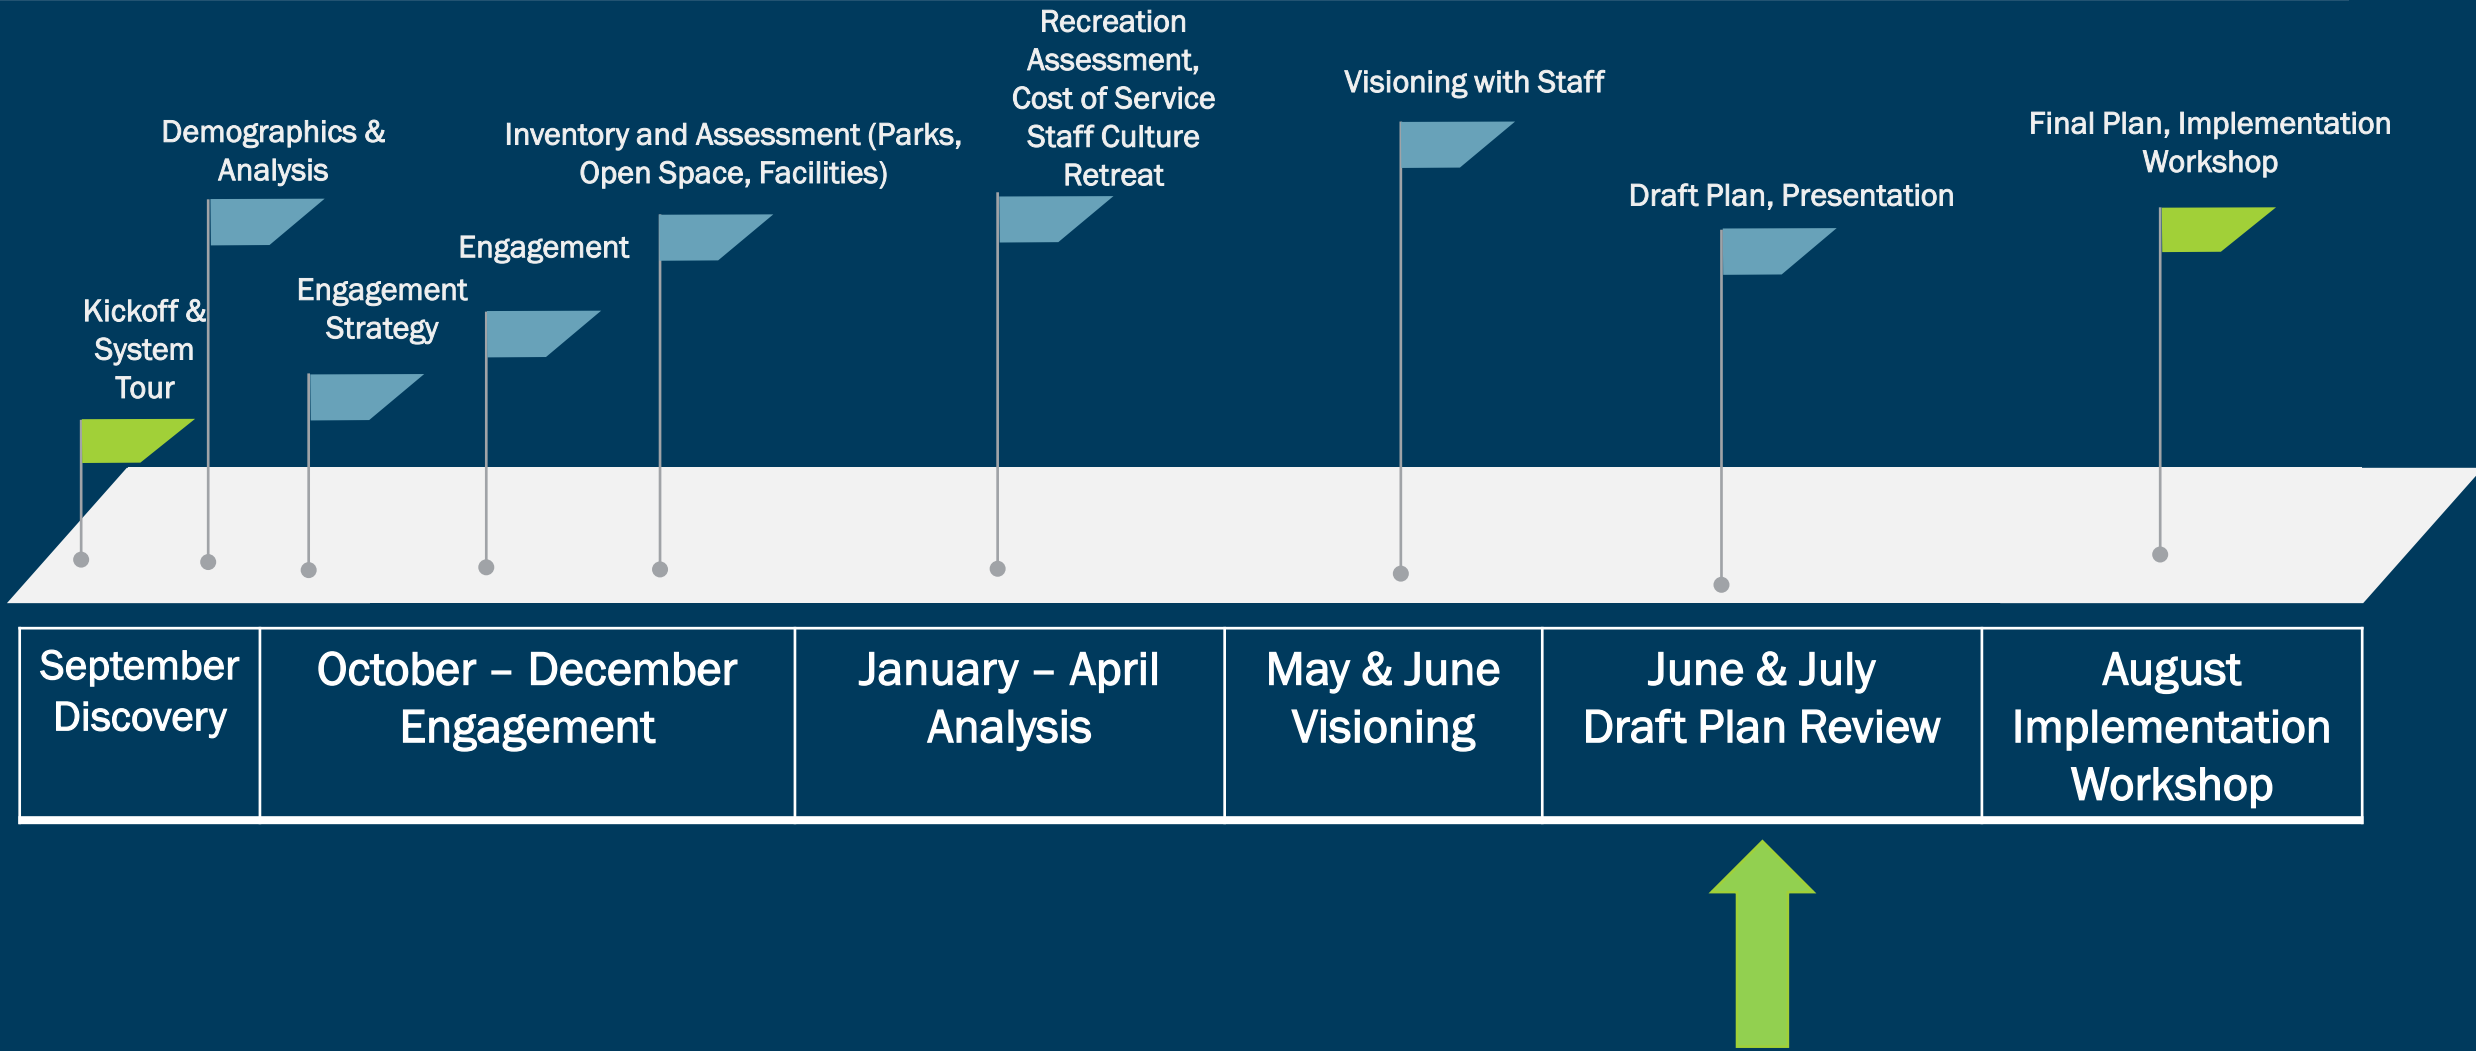 Kickoff &
System
Tour
Demographics &
Analysis
Engagement
Strategy
Engagement
Inventory and Assessment (Parks,
Open Space, Facilities)
Recreation
Assessment,
Cost of Service
Staff Culture
Retreat
Visioning with Staff
Draft Plan, Presentation
Final Plan, Implementation
Workshop
September
Discovery
October – December
Engagement
January – April
Analysis
May & June
Visioning
June & July
Draft Plan Review
August
Implementation
Workshop